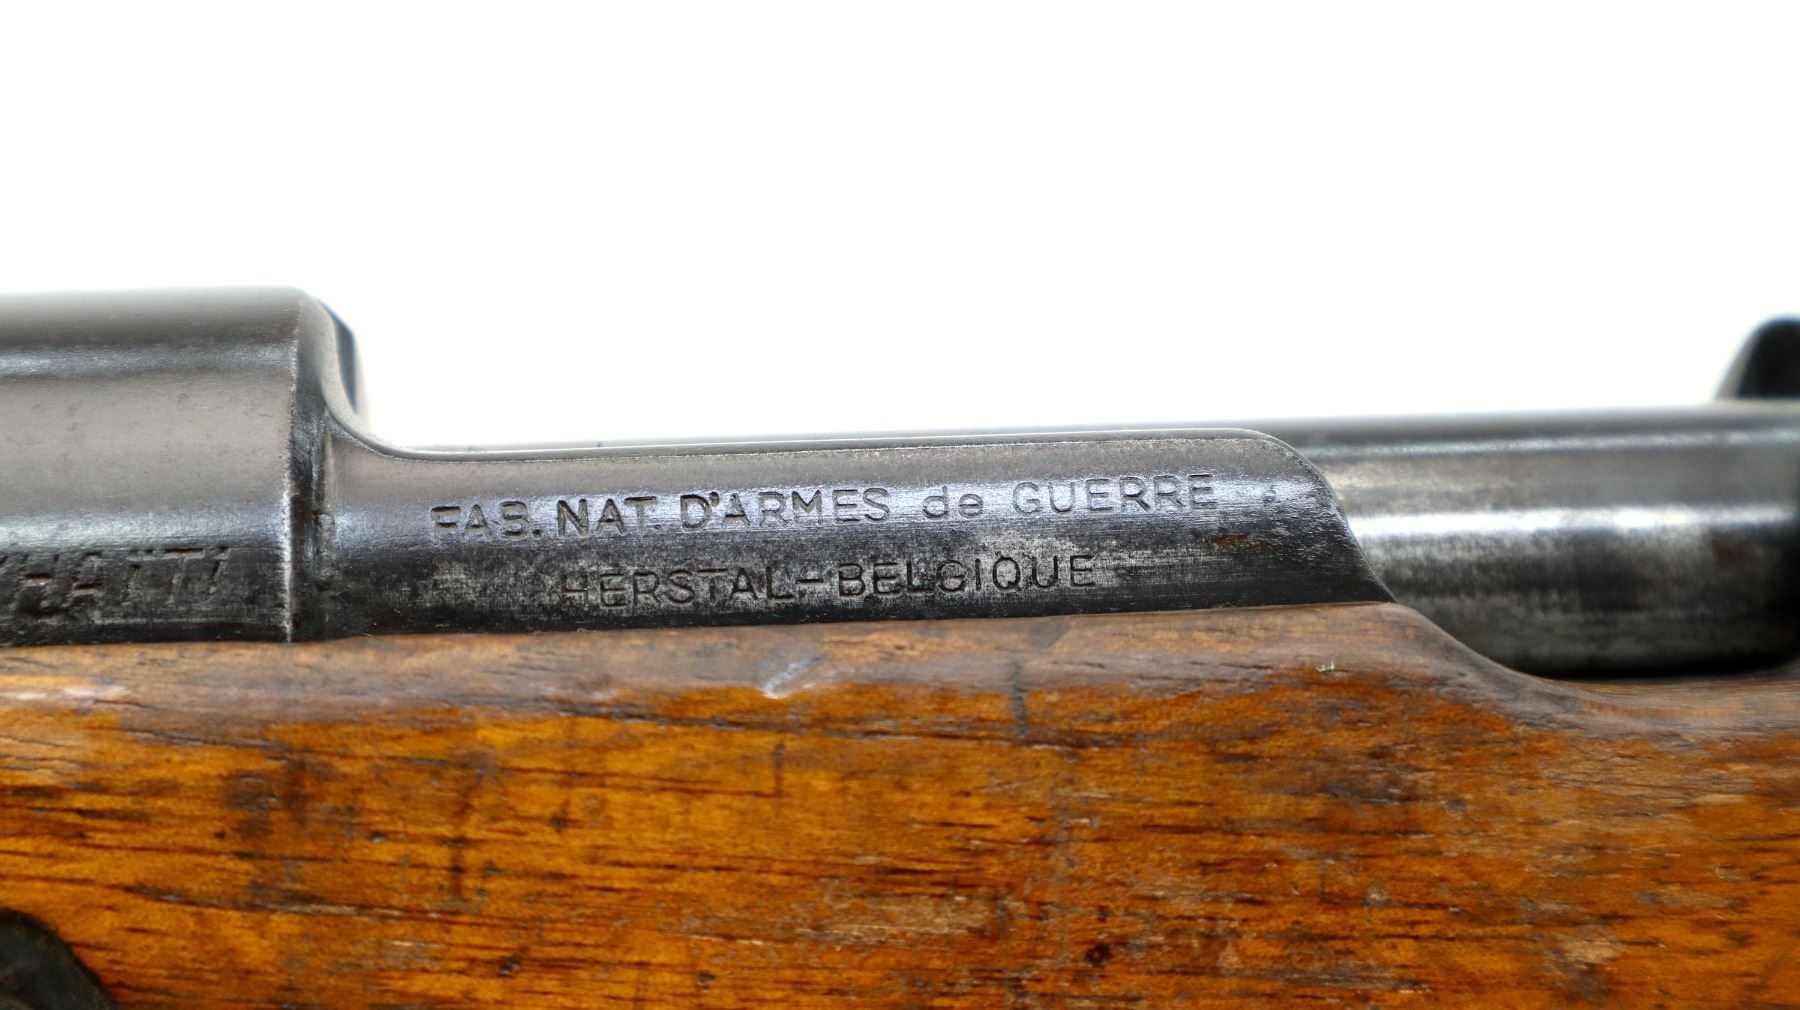 FAB. NAT. D'ARMES de GUERRE
HERSTAL-BELGIQUE